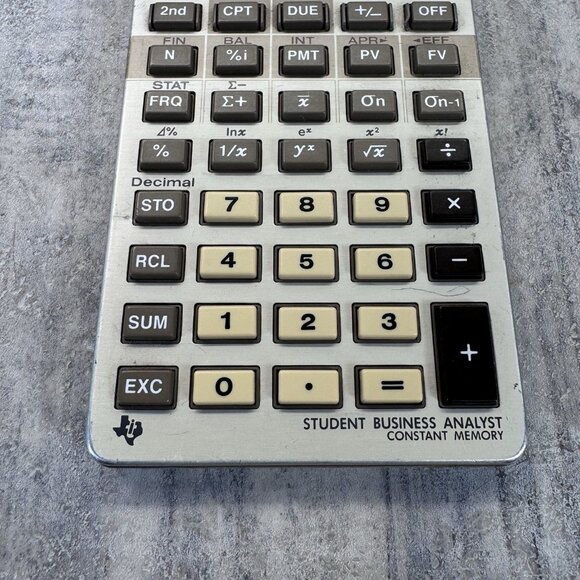 2nd CPT DUE +/− OFF
FIN BAL INT APR► ◄EFF
N %i PMT PV FV
STAT Σ−
FRQ Σ+ x̅ σn σn-1
Δ% lnx eˣ x² x!
% 1/x yˣ √x ÷
Decimal
STO 7 8 9 ×
RCL 4 5 6 −
SUM 1 2 3
+
EXC 0 . =
STUDENT BUSINESS ANALYST
CONSTANT MEMORY